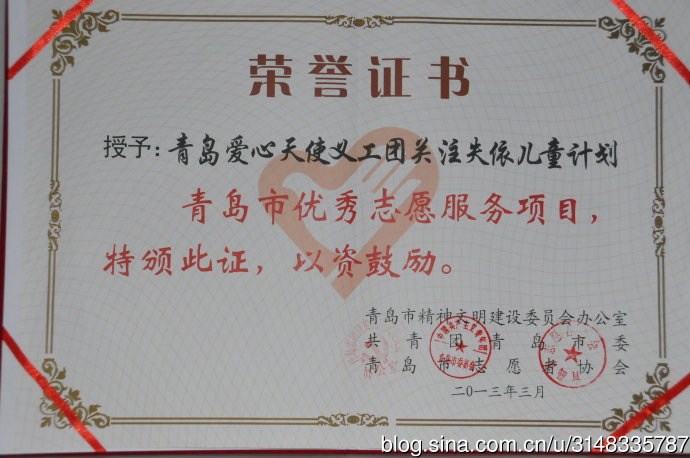 荣誉证书
授予：青岛爱心天使义工团关注失依儿童计划
青岛市优秀志愿服务项目，
特颁此证，以资鼓励。
青岛市精神文明建设委员会办公室
共青团青岛市委
青岛市志愿者协会
二〇一三年三月
blog.sina.com.cn/u/3148335787